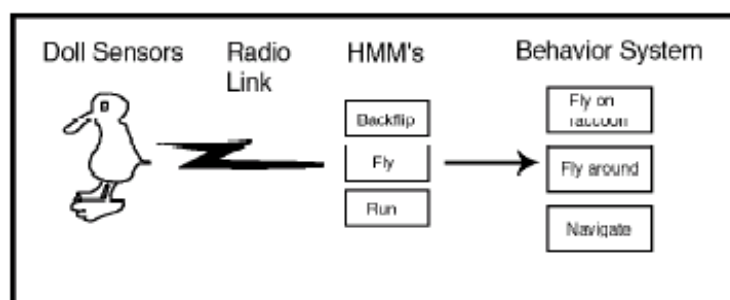 Doll Sensors
Radio
Link
HMM's
Behavior System
Backflip
Fly
Run
Fly on
raccoon
Fly around
Navigate